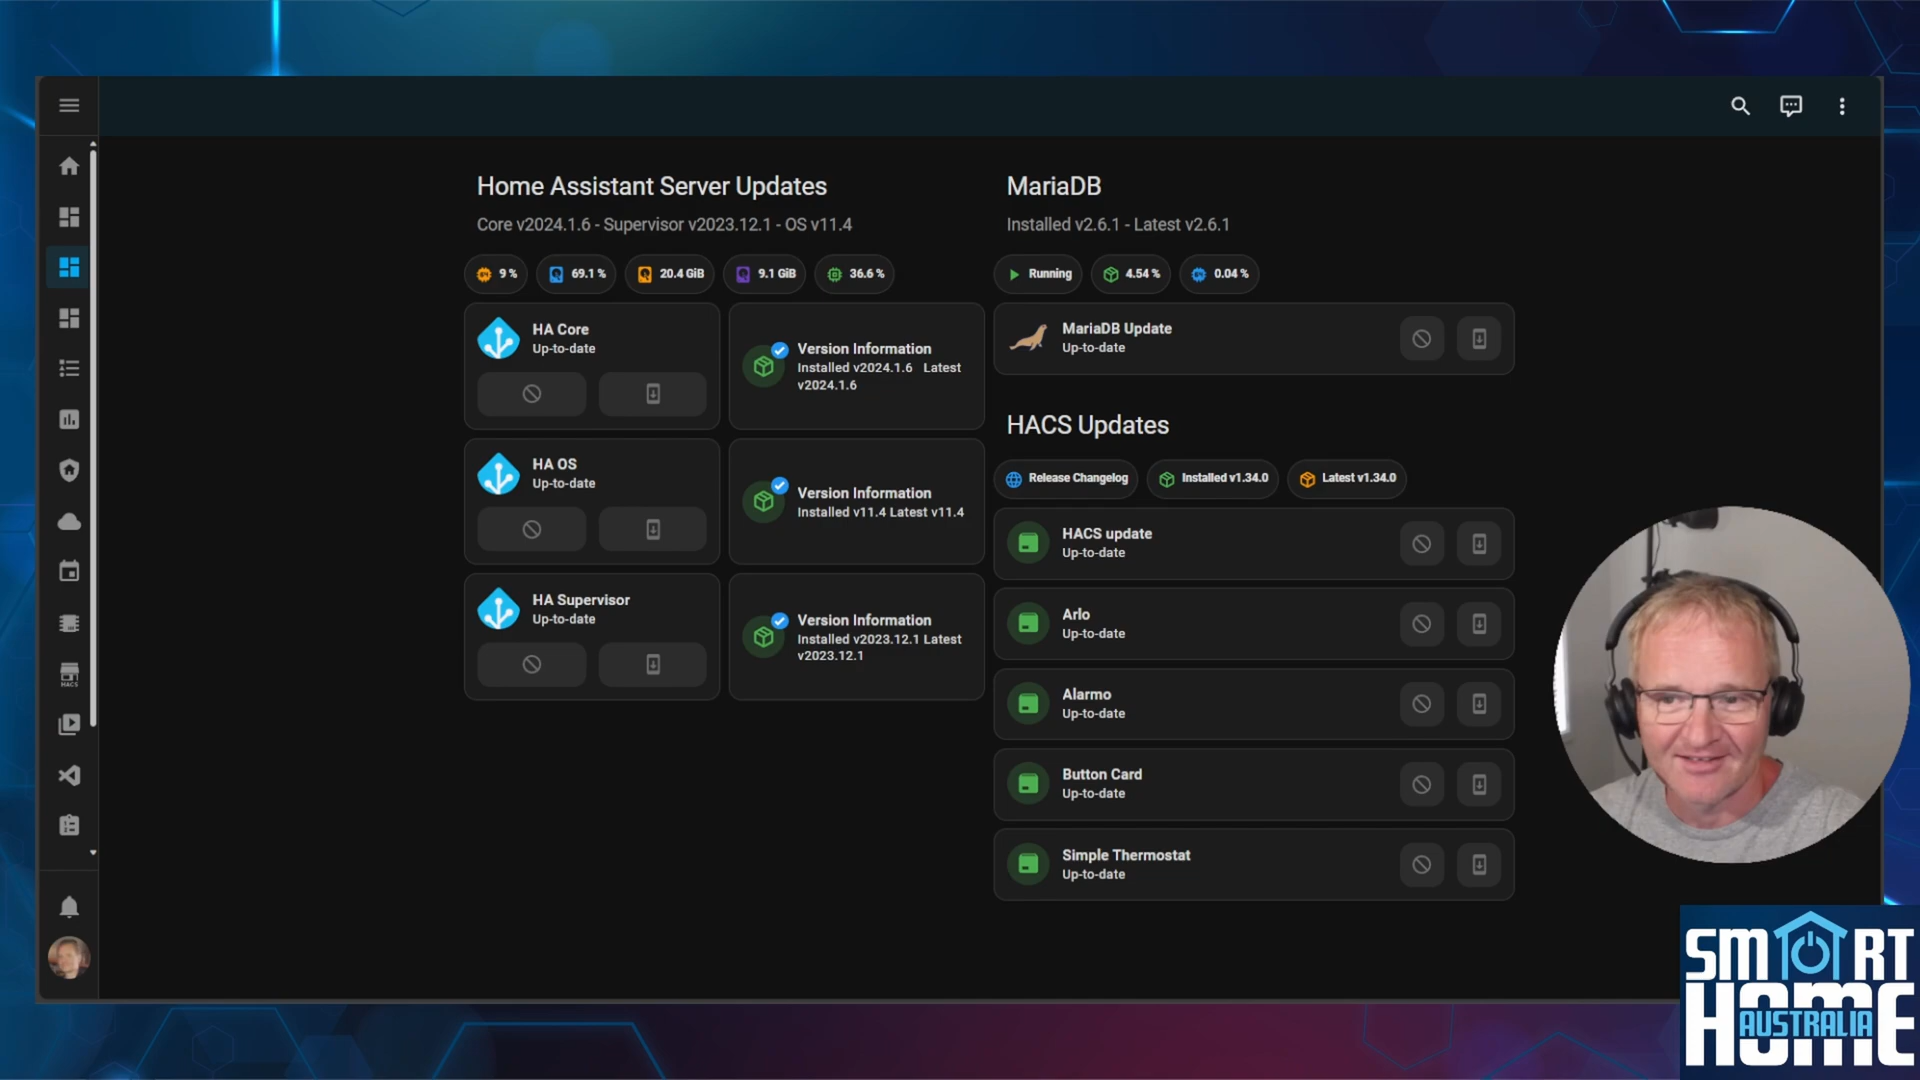 Home Assistant Server Updates
Core v2024.1.6 - Supervisor v2023.12.1 - OS v11.4
9 %
69.1 %
20.4 GiB
9.1 GiB
36.6 %
HA Core
Up-to-date
Version Information
Installed v2024.1.6 Latest
v2024.1.6
HA OS
Up-to-date
Version Information
Installed v11.4 Latest v11.4
HA Supervisor
Up-to-date
Version Information
Installed v2023.12.1 Latest
v2023.12.1
MariaDB
Installed v2.6.1 - Latest v2.6.1
Running
4.54 %
0.04 %
MariaDB Update
Up-to-date
HACS Updates
Release Changelog
Installed v1.34.0
Latest v1.34.0
HACS update
Up-to-date
Arlo
Up-to-date
Alarmo
Up-to-date
Button Card
Up-to-date
Simple Thermostat
Up-to-date
HACS
SMART
HOME
AUSTRALIA